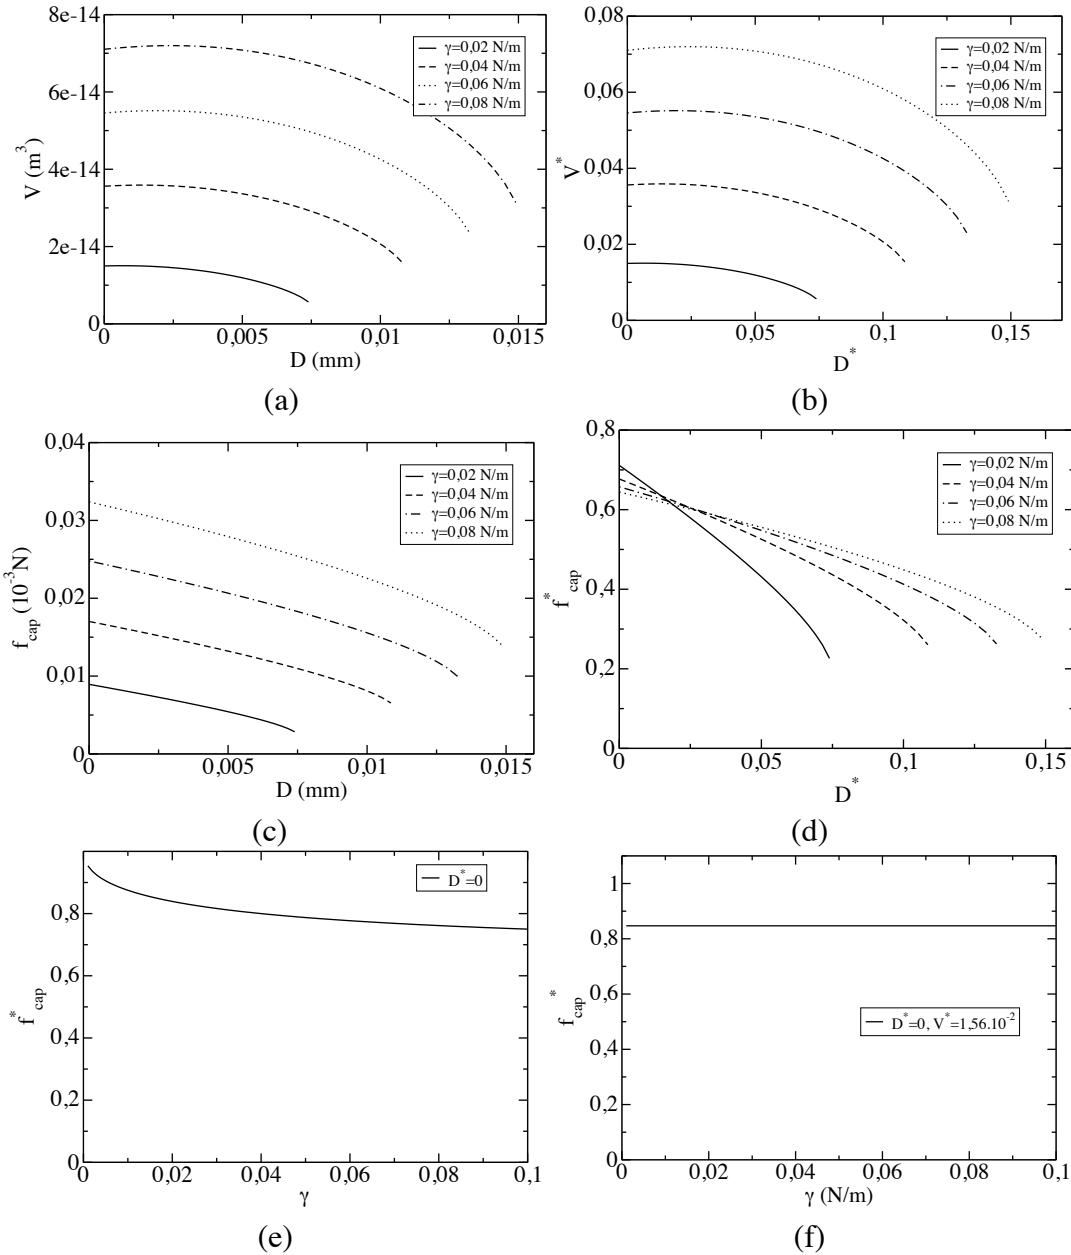 8e-14
6e-14
4e-14
2e-14
0
V (m³)
0 0,005 0,01 0,015
D (mm)
γ=0,02 N/m
γ=0,04 N/m
γ=0,06 N/m
γ=0,08 N/m
(a)
0,08
0,06
0,04
0,02
0
V*
0 0,05 0,1 0,15
D*
γ=0,02 N/m
γ=0,04 N/m
γ=0,06 N/m
γ=0,08 N/m
(b)
0,04
0,03
0,02
0,01
0
f_cap (10⁻³N)
0 0,005 0,01 0,015
D (mm)
γ=0,02 N/m
γ=0,04 N/m
γ=0,06 N/m
γ=0,08 N/m
(c)
0,8
0,6
0,4
0,2
0
f*_cap
0 0,05 0,1 0,15
D*
γ=0,02 N/m
γ=0,04 N/m
γ=0,06 N/m
γ=0,08 N/m
(d)
0,8
0,6
0,4
0,2
0
f*_cap
0 0,02 0,04 0,06 0,08 0,1
γ
D*=0
(e)
1
0,8
0,6
0,4
0,2
0
f_cap*
0 0,02 0,04 0,06 0,08 0,1
γ (N/m)
D*=0, V*=1,56.10⁻²
(f)